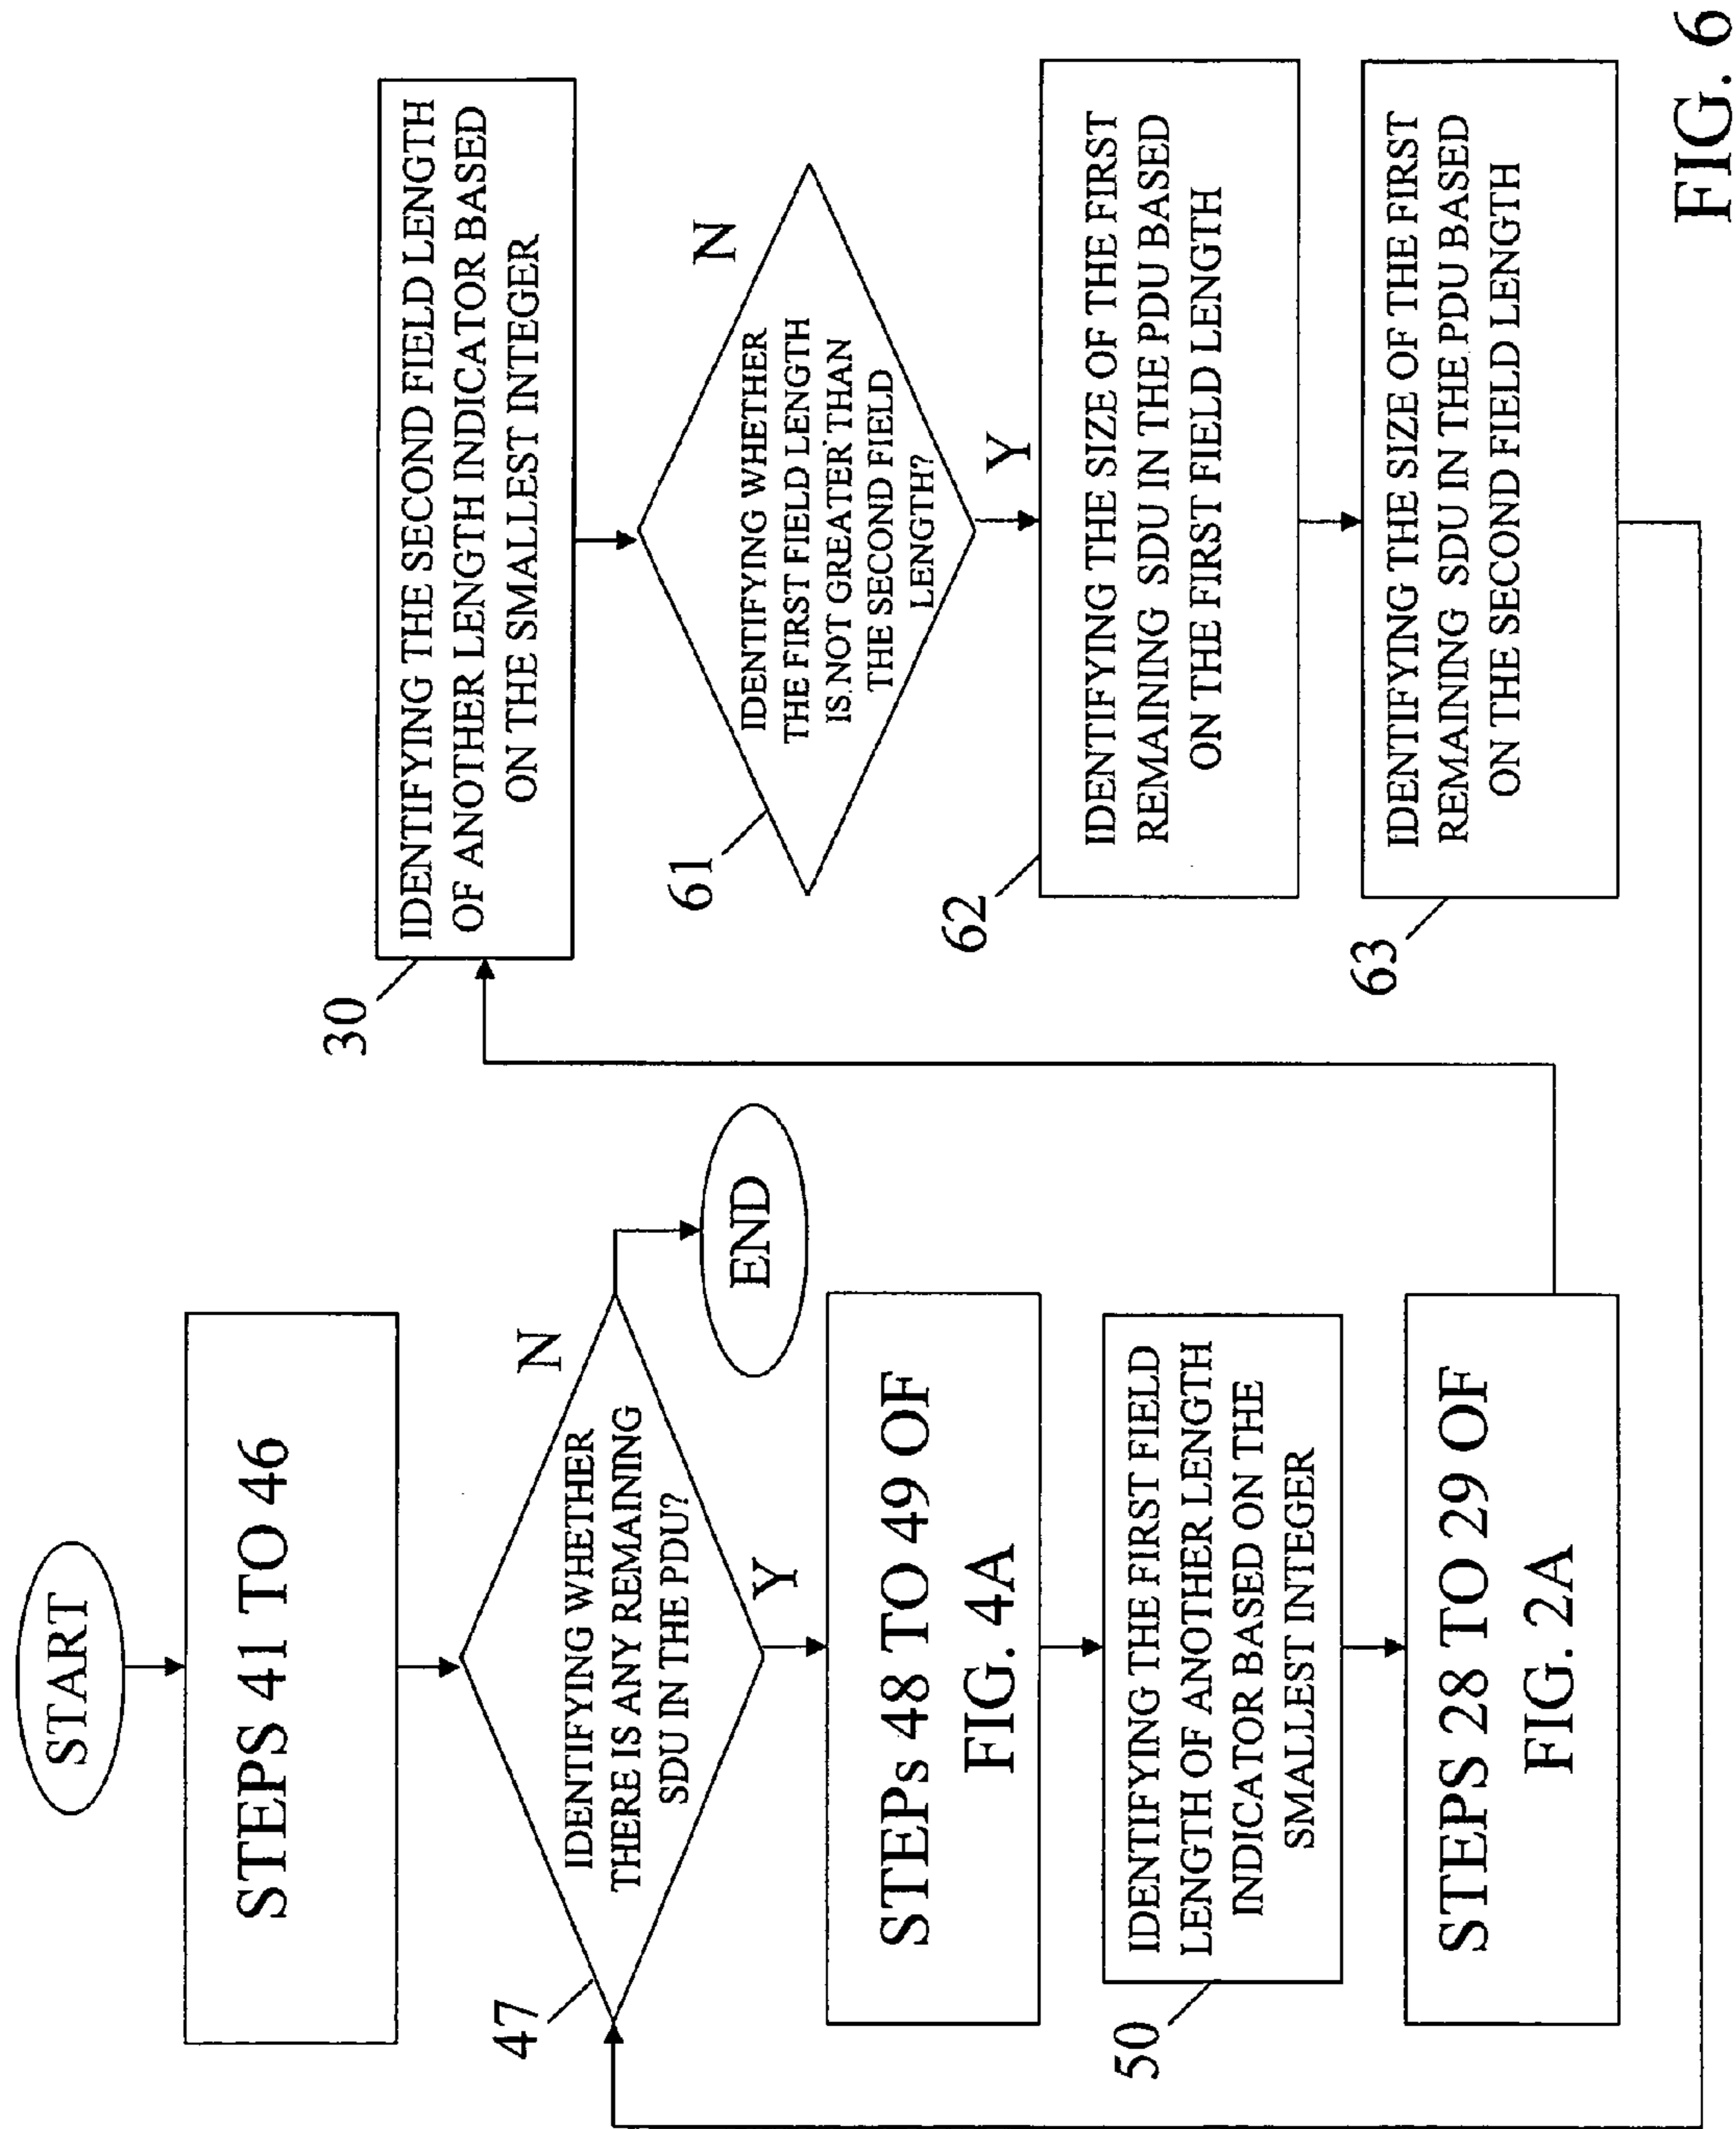 START
STEPS 41 TO 46
IDENTIFYING WHETHER
THERE IS ANY REMAINING
SDU IN THE PDU?
47
N
END
Y
STEPs 48 TO 49 OF
FIG. 4A
IDENTIFYING THE FIRST FIELD
LENGTH OF ANOTHER LENGTH
INDICATOR BASED ON THE
SMALLEST INTEGER
50
STEPS 28 TO 29 OF
FIG. 2A
30
IDENTIFYING THE SECOND FIELD LENGTH
OF ANOTHER LENGTH INDICATOR BASED
ON THE SMALLEST INTEGER
IDENTIFYING WHETHER
THE FIRST FIELD LENGTH
IS NOT GREATER THAN
THE SECOND FIELD
LENGTH?
61
N
Y
62
IDENTIFYING THE SIZE OF THE FIRST
REMAINING SDU IN THE PDU BASED
ON THE FIRST FIELD LENGTH
63
IDENTIFYING THE SIZE OF THE FIRST
REMAINING SDU IN THE PDU BASED
ON THE SECOND FIELD LENGTH
FIG. 6